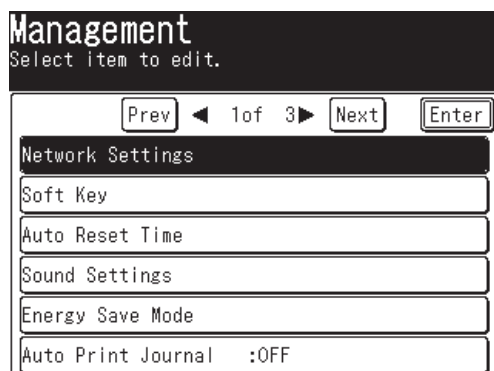 Management
Select item to edit.
Prev ◀ 1of 3▶ Next Enter
Network Settings
Soft Key
Auto Reset Time
Sound Settings
Energy Save Mode
Auto Print Journal :OFF